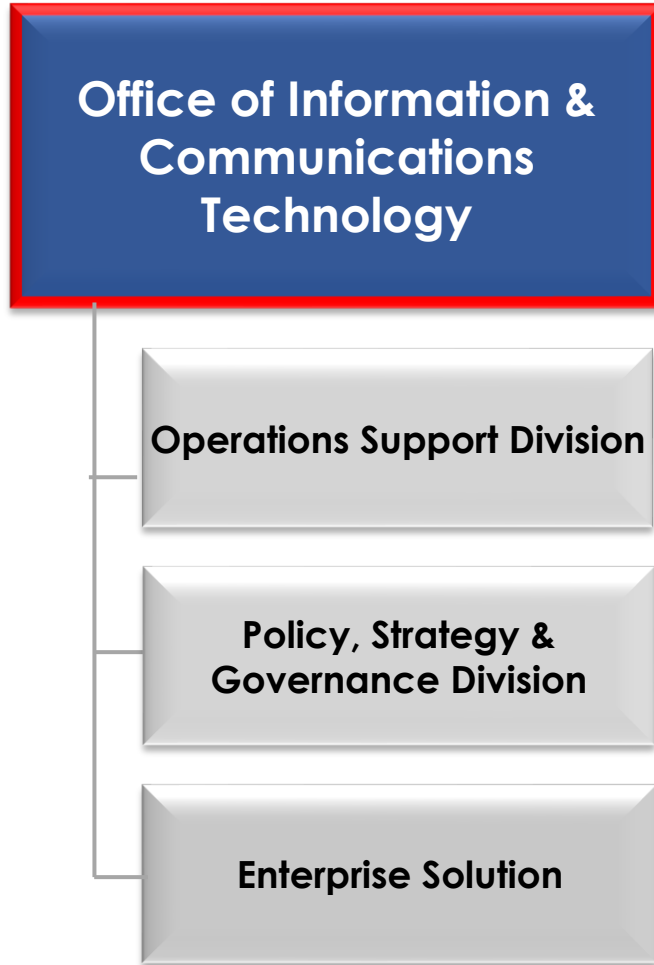 Office of Information &
Communications
Technology
Operations Support Division
Policy, Strategy &
Governance Division
Enterprise Solution